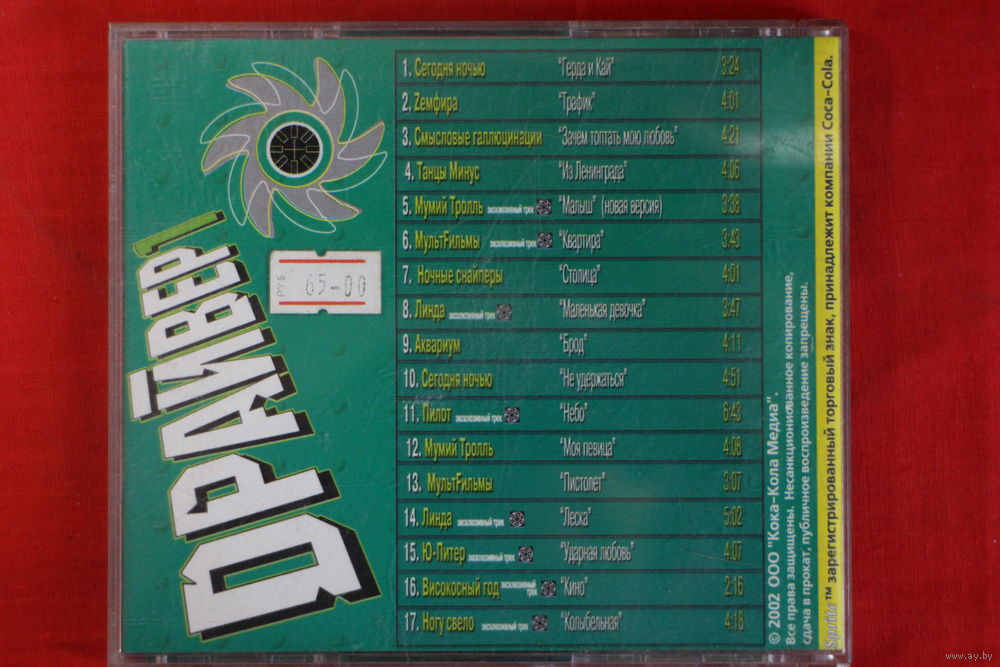 ДРАЙВЕР 1
РУБ 65-00
1. Сегодня ночью "Герда и Кай" 3:24
2. Zемфира "Трафик" 4:01
3. Смысловые галлюцинации "Зачем топтать мою любовь" 4:21
4. Танцы Минус "Из Ленинграда" 4:06
5. Мумий Тролль эксклюзивный трек "Малыш" (новая версия) 3:38
6. МультFильмы эксклюзивный трек "Квартира" 3:43
7. Ночные снайперы "Столица" 4:01
8. Линда эксклюзивный трек "Маленькая девочка" 3:47
9. Аквариум "Брод" 4:11
10. Сегодня ночью "Не удержаться" 4:51
11. Пилот эксклюзивный трек "Небо" 6:43
12. Мумий Тролль "Моя певица" 4:08
13. МультFильмы "Пистолет" 3:07
14. Линда эксклюзивный трек "Леска" 5:02
15. Ю-Питер эксклюзивный трек "Ударная любовь" 4:07
16. Високосный год эксклюзивный трек "Кино" 2:16
17. Ногу свело эксклюзивный трек "Колыбельная" 4:18
© 2002 ООО "Кока-Кола Медиа".
Все права защищены. Несанкционированное копирование,
сдача в прокат, публичное воспроизведение запрещены.
Sprite™ зарегистрированный торговый знак, принадлежит компании Coca-Cola.
www.ay.by